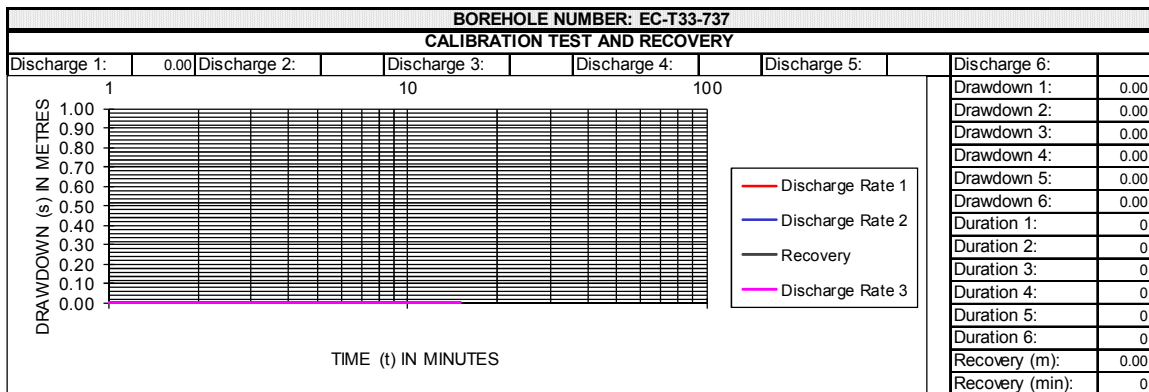 BOREHOLE NUMBER: EC-T33-737
CALIBRATION TEST AND RECOVERY
Discharge 1: 0.00 Discharge 2: Discharge 3: Discharge 4: Discharge 5: Discharge 6:
1 10 100
DRAWDOWN (s) IN METRES
1.00
0.90
0.80
0.70
0.60
0.50
0.40
0.30
0.20
0.10
0.00
TIME (t) IN MINUTES
Discharge Rate 1
Discharge Rate 2
Recovery
Discharge Rate 3
Drawdown 1: 0.00
Drawdown 2: 0.00
Drawdown 3: 0.00
Drawdown 4: 0.00
Drawdown 5: 0.00
Drawdown 6: 0.00
Duration 1: 0
Duration 2: 0
Duration 3: 0
Duration 4: 0
Duration 5: 0
Duration 6: 0
Recovery (m): 0.00
Recovery (min): 0